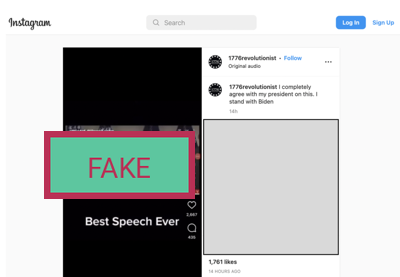 Instagram
Search
Log In
Sign Up
1776revolutionist • Follow
Original audio
1776revolutionist I completely
agree with my president on this. I
stand with Biden
14h
FAKE
2,667
Best Speech Ever
430
1,761 likes
14 HOURS AGO